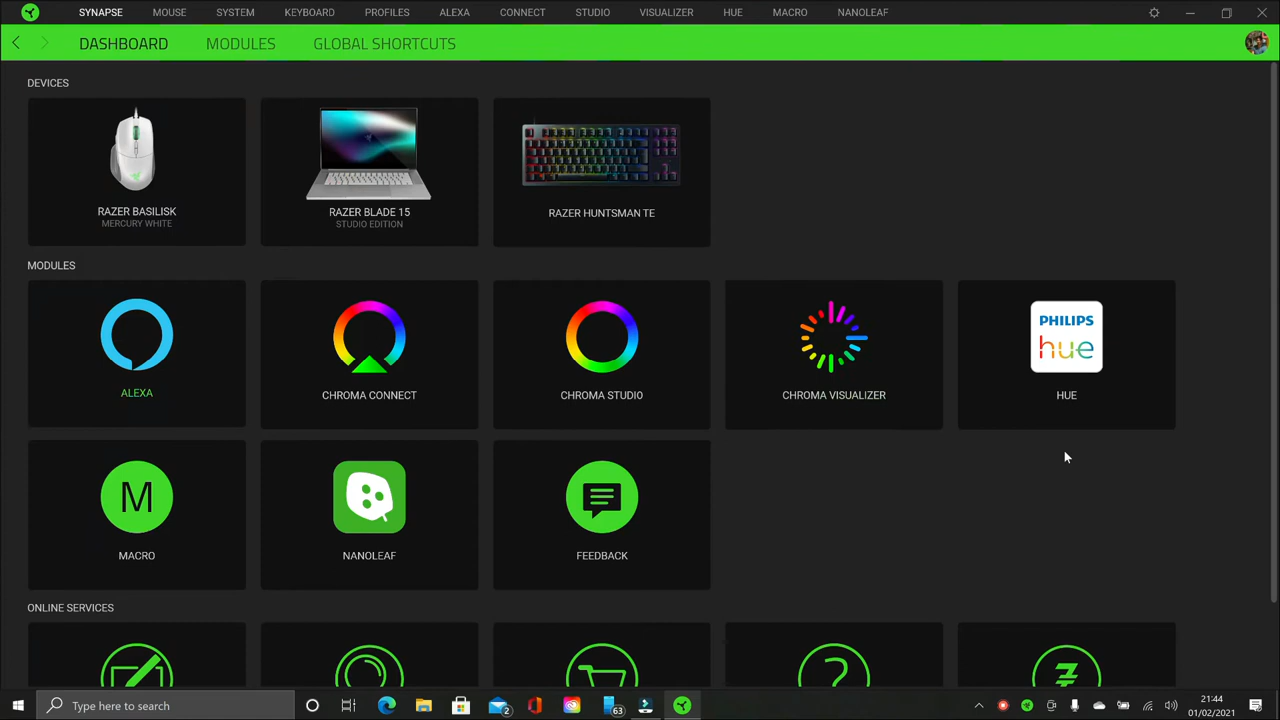 SYNAPSE MOUSE SYSTEM KEYBOARD PROFILES ALEXA CONNECT STUDIO VISUALIZER HUE MACRO NANOLEAF
DASHBOARD MODULES GLOBAL SHORTCUTS
DEVICES
RAZER BASILISK
MERCURY WHITE
RAZER BLADE 15
STUDIO EDITION
RAZER HUNTSMAN TE
MODULES
ALEXA
CHROMA CONNECT
CHROMA STUDIO
CHROMA VISUALIZER
PHILIPS
hue
HUE
M
MACRO
NANOLEAF
FEEDBACK
ONLINE SERVICES
?
Type here to search
2
63
21:44
01/02/2021